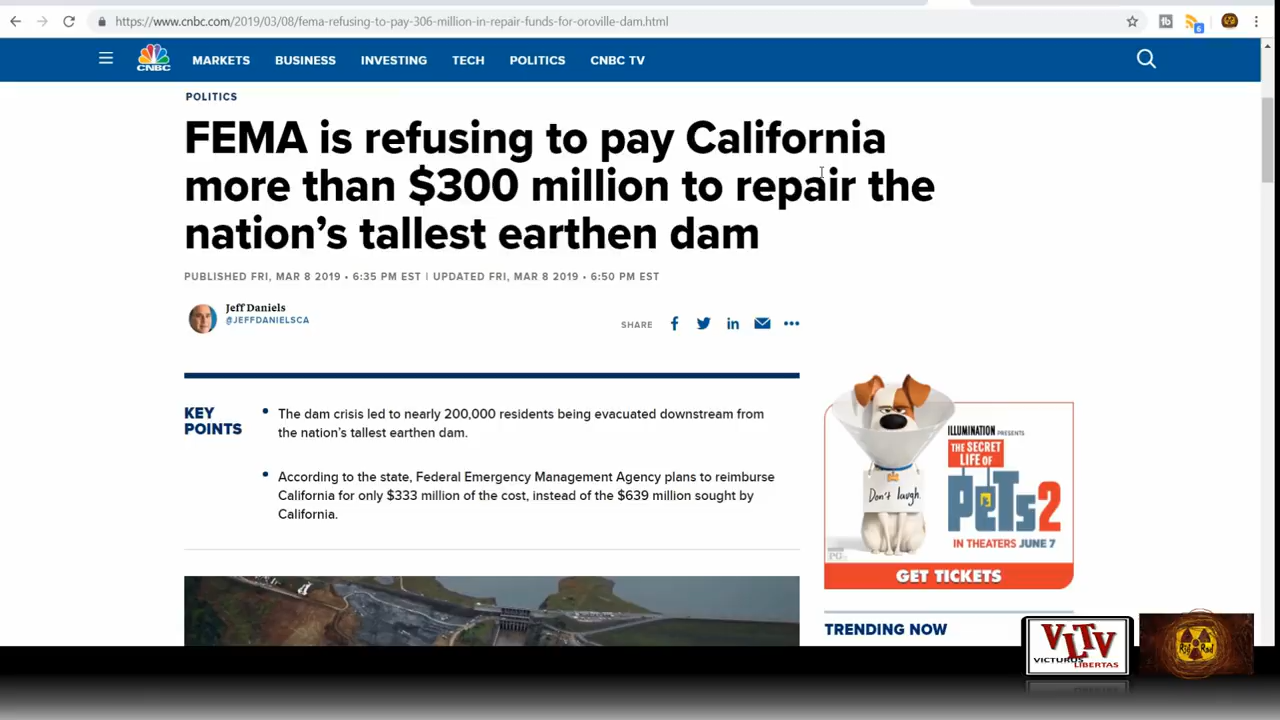 https://www.cnbc.com/2019/03/08/fema-refusing-to-pay-306-million-in-repair-funds-for-oroville-dam.html
6
CNBC
MARKETS BUSINESS INVESTING TECH POLITICS CNBC TV
POLITICS
FEMA is refusing to pay California
more than $300 million to repair the
nation’s tallest earthen dam
PUBLISHED FRI, MAR 8 2019 • 6:35 PM EST | UPDATED FRI, MAR 8 2019 • 6:50 PM EST
Jeff Daniels
@JEFFDANIELSCA
SHARE
KEY
POINTS
• The dam crisis led to nearly 200,000 residents being evacuated downstream from
the nation’s tallest earthen dam.
• According to the state, Federal Emergency Management Agency plans to reimburse
California for only $333 million of the cost, instead of the $639 million sought by
California.
ILLUMINATION PRESENTS
THE SECRET
LIFE OF
PETS 2
Don't laugh.
IN THEATERS JUNE 7
PG
GET TICKETS
TRENDING NOW
VLTV
VICTURUS
LIBERTAS